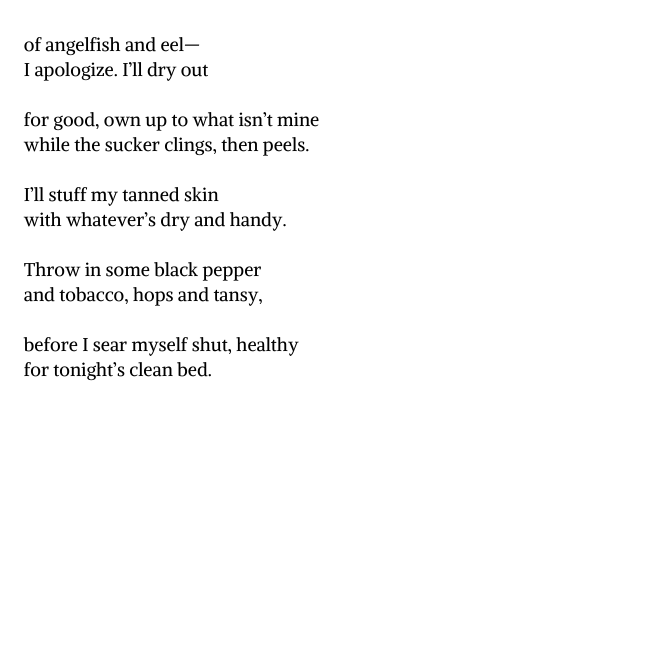 of angelfish and eel—
I apologize. I’ll dry out
for good, own up to what isn’t mine
while the sucker clings, then peels.
I’ll stuff my tanned skin
with whatever’s dry and handy.
Throw in some black pepper
and tobacco, hops and tansy,
before I sear myself shut, healthy
for tonight’s clean bed.